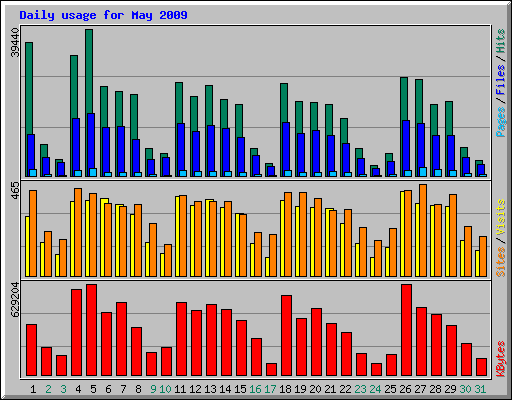 Daily usage for May 2009
39440
Pages / Files / Hits
465
Sites / Visits
629204
KBytes
1 2 3 4 5 6 7 8 9 10 11 12 13 14 15 16 17 18 19 20 21 22 23 24 25 26 27 28 29 30 31